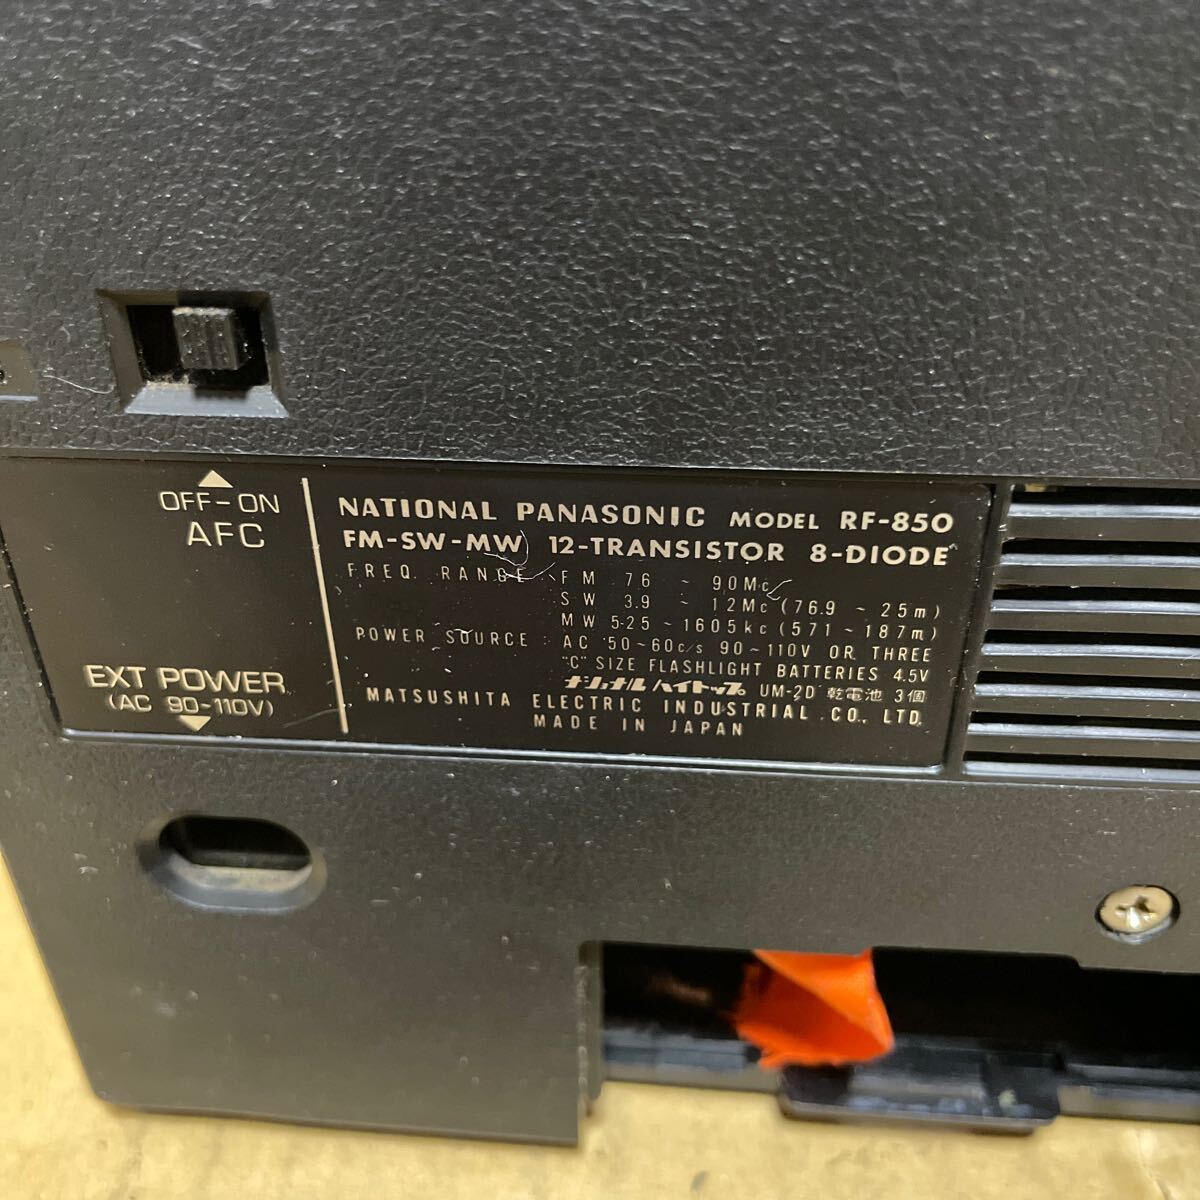 OFF-ON
AFC
EXT POWER
(AC 90-110V)
NATIONAL PANASONIC MODEL RF-850
FM-SW-MW 12-TRANSISTOR 8-DIODE
FREQ. RANGE: FM 76 ~ 90Mc
SW 3.9 ~ 12Mc (76.9 ~ 25m)
MW 525 ~ 1605kc (571 ~ 187m)
POWER SOURCE: AC 50~60c/s 90~110V OR THREE
"C" SIZE FLASHLIGHT BATTERIES 4.5V
ナショナル ハイトップ UM-2D 乾電池 3個
MATSUSHITA ELECTRIC INDUSTRIAL CO., LTD.
MADE IN JAPAN